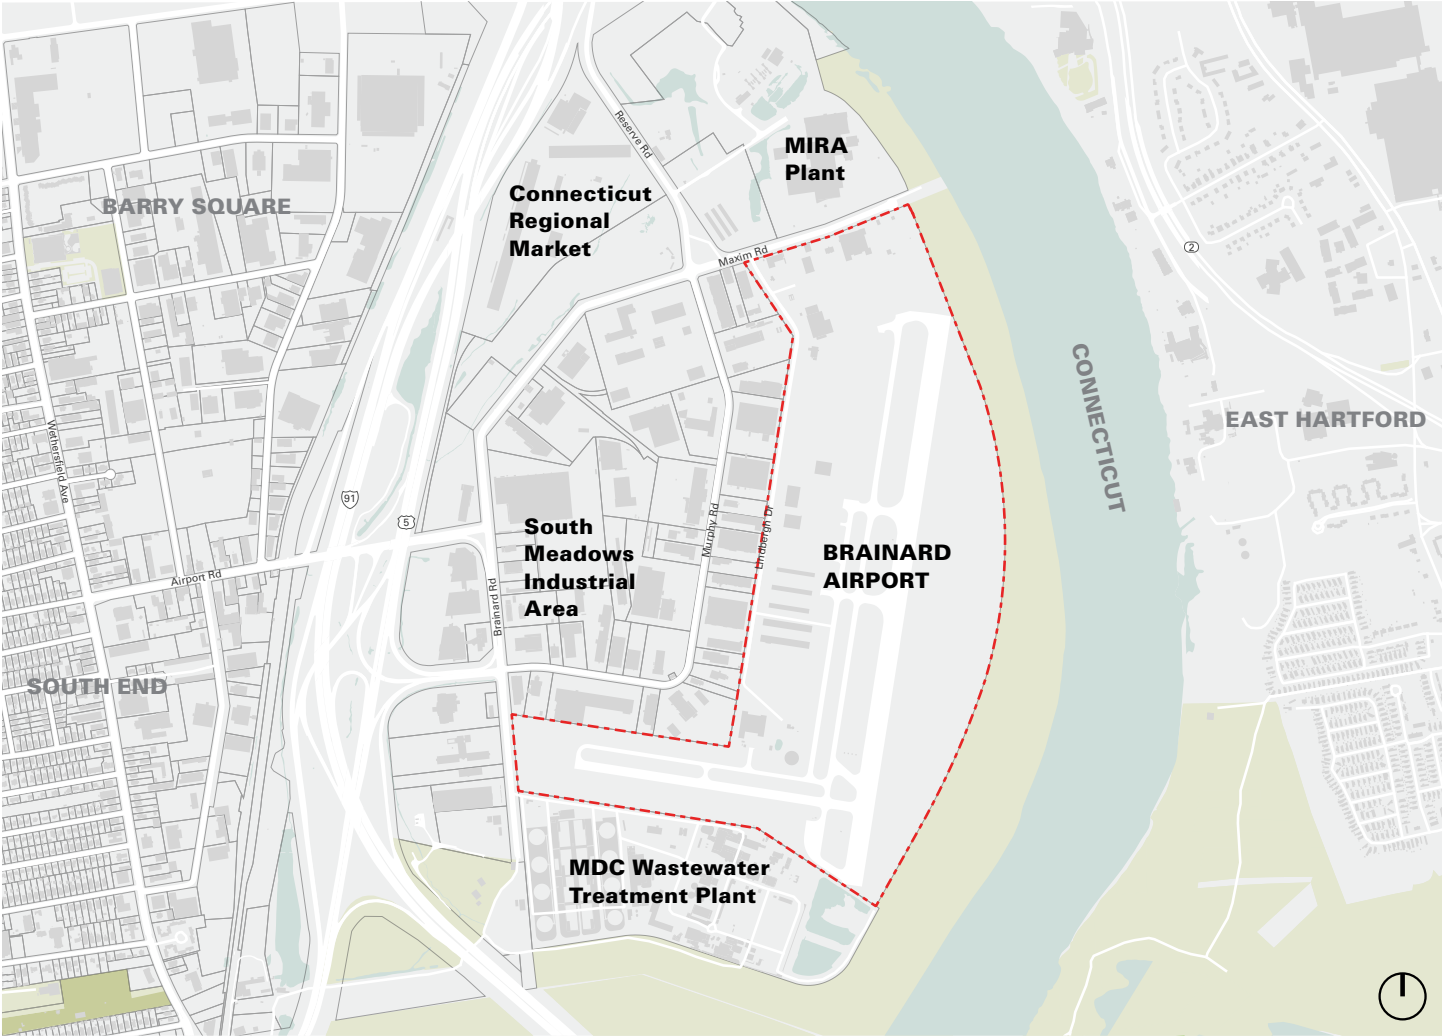 Reserve Rd
MIRA
Plant
Connecticut
Regional
Market
BARRY SQUARE
Maxim Rd
2
CONNECTICUT
EAST HARTFORD
Wethersfield Ave
91
5
South
Meadows
Industrial
Area
Murphy Rd
Lindbergh Dr
BRAINARD
AIRPORT
Airport Rd
Brainard Rd
SOUTH END
MDC Wastewater
Treatment Plant